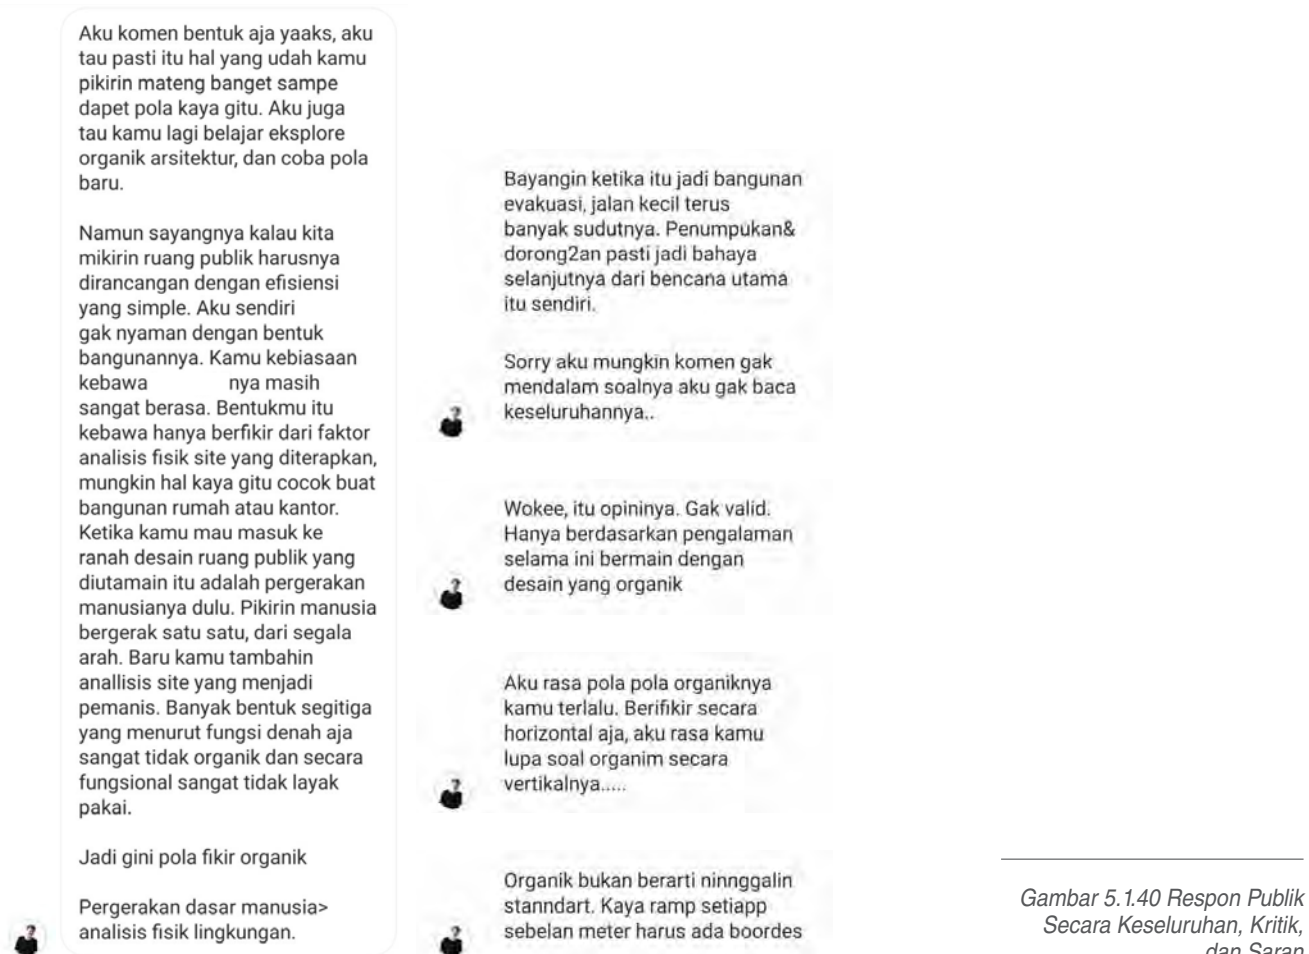 Aku komen bentuk aja yaaks, aku
tau pasti itu hal yang udah kamu
pikirin mateng banget sampe
dapet pola kaya gitu. Aku juga
tau kamu lagi belajar eksplore
organik arsitektur, dan coba pola
baru.
Namun sayangnya kalau kita
mikirin ruang publik harusnya
dirancangan dengan efisiensi
yang simple. Aku sendiri
gak nyaman dengan bentuk
bangunannya. Kamu kebiasaan
kebawa nya masih
sangat berasa. Bentukmu itu
kebawa hanya berfikir dari faktor
analisis fisik site yang diterapkan,
mungkin hal kaya gitu cocok buat
bangunan rumah atau kantor.
Ketika kamu mau masuk ke
ranah desain ruang publik yang
diutamain itu adalah pergerakan
manusianya dulu. Pikirin manusia
bergerak satu satu, dari segala
arah. Baru kamu tambahin
anallisis site yang menjadi
pemanis. Banyak bentuk segitiga
yang menurut fungsi denah aja
sangat tidak organik dan secara
fungsional sangat tidak layak
pakai.
Jadi gini pola fikir organik
Pergerakan dasar manusia>
analisis fisik lingkungan.
Bayangin ketika itu jadi bangunan
evakuasi, jalan kecil terus
banyak sudutnya. Penumpukan&
dorong2an pasti jadi bahaya
selanjutnya dari bencana utama
itu sendiri.
Sorry aku mungkin komen gak
mendalam soalnya aku gak baca
keseluruhannya..
Wokee, itu opininya. Gak valid.
Hanya berdasarkan pengalaman
selama ini bermain dengan
desain yang organik
Aku rasa pola pola organiknya
kamu terlalu. Berifikir secara
horizontal aja, aku rasa kamu
lupa soal organim secara
vertikalnya.....
Organik bukan berarti ninnggalin
stanndart. Kaya ramp setiapp
sebelan meter harus ada boordes
Gambar 5.1.40 Respon Publik
Secara Keseluruhan, Kritik,
dan Saran